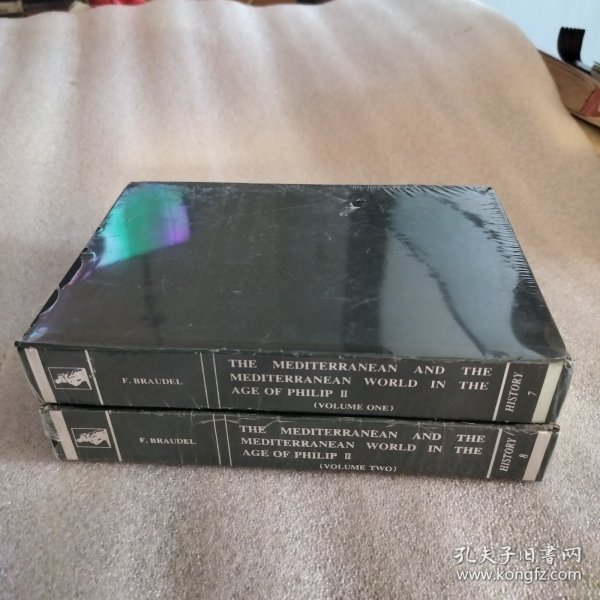 F. BRAUDEL
THE MEDITERRANEAN AND THE
MEDITERRANEAN WORLD IN THE
AGE OF PHILIP II
(VOLUME ONE)
HISTORY 7
F. BRAUDEL
THE MEDITERRANEAN AND THE
MEDITERRANEAN WORLD IN THE
AGE OF PHILIP II
(VOLUME TWO)
HISTORY 8
孔夫子旧書网
www.kongfz.com